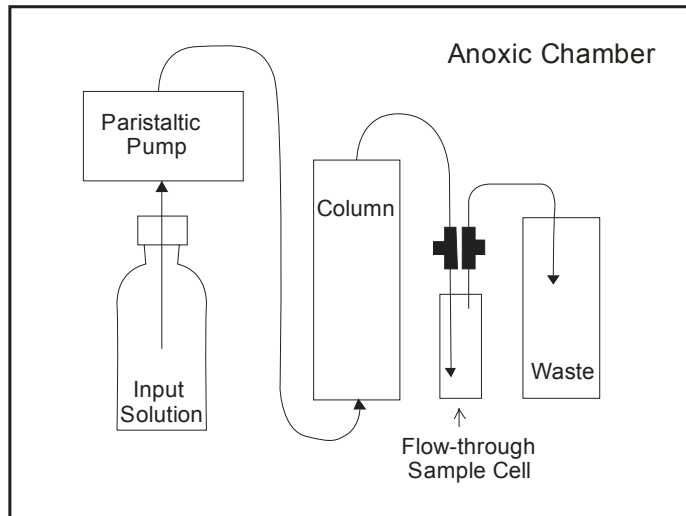 Anoxic Chamber
Paristaltic
Pump
Column
Input
Solution
Waste
Flow-through
Sample Cell